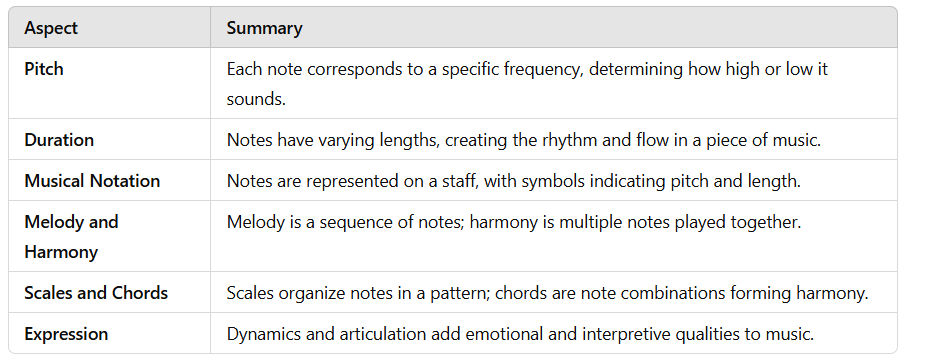 Aspect Summary
Pitch Each note corresponds to a specific frequency, determining how high or low it
sounds.
Duration Notes have varying lengths, creating the rhythm and flow in a piece of music.
Musical Notation Notes are represented on a staff, with symbols indicating pitch and length.
Melody and Melody is a sequence of notes; harmony is multiple notes played together.
Harmony
Scales and Chords Scales organize notes in a pattern; chords are note combinations forming harmony.
Expression Dynamics and articulation add emotional and interpretive qualities to music.